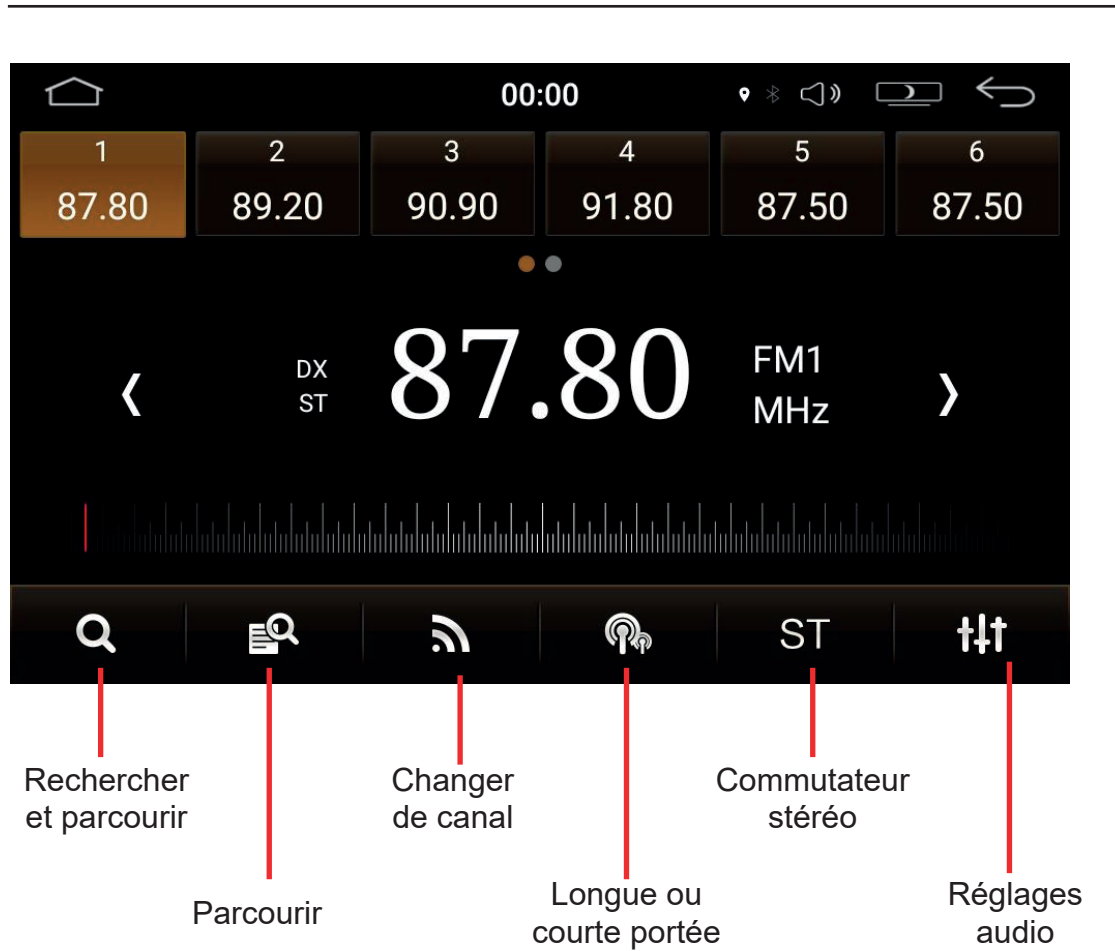 00:00
1 2 3 4 5 6
87.80 89.20 90.90 91.80 87.50 87.50
DX
ST
87.80
FM1
MHz
ST
Rechercher
et parcourir
Changer
de canal
Commutateur
stéréo
Parcourir
Longue ou
courte portée
Réglages
audio